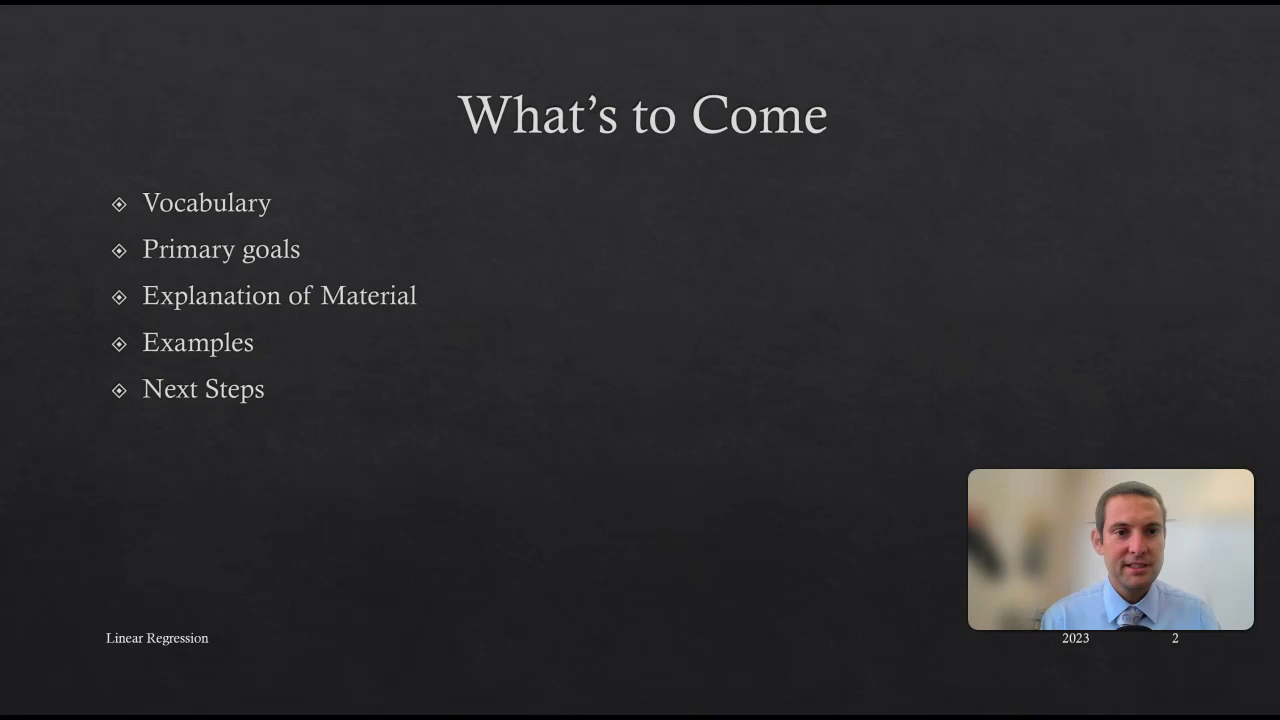 What's to Come
Vocabulary
Primary goals
Explanation of Material
Examples
Next Steps
Linear Regression
2023
2